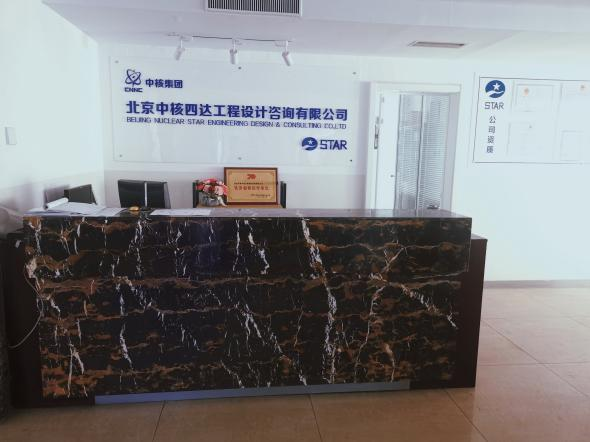 中核集团
CNNC
北京中核四达工程设计咨询有限公司
BEIJING NUCLEAR STAR ENGINEERING DESIGN & CONSULTING CO.,LTD
STAR
STAR
公司资质